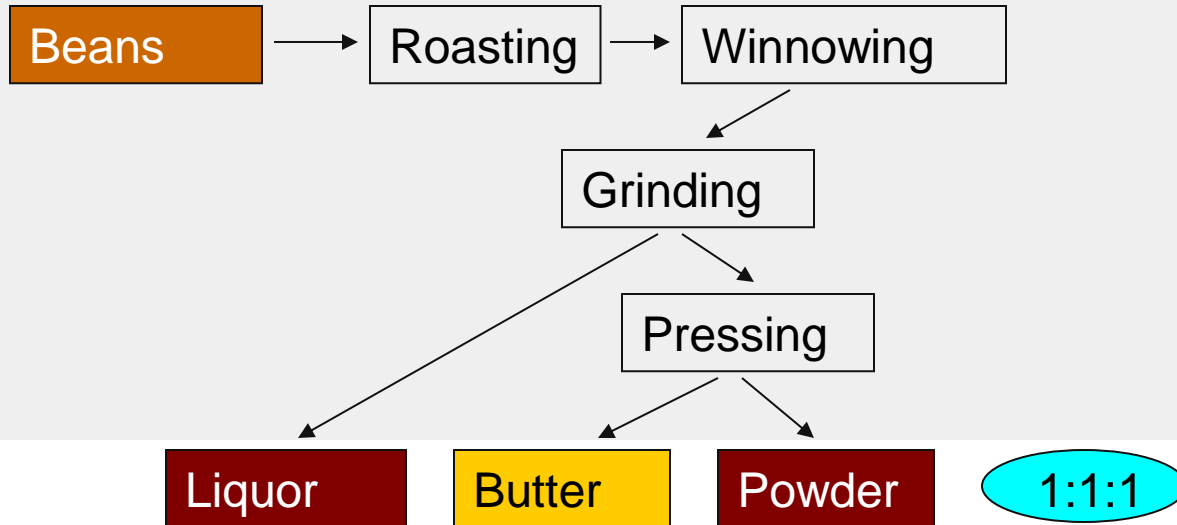 Beans
Roasting
Winnowing
Grinding
Pressing
Liquor
Butter
Powder
1:1:1